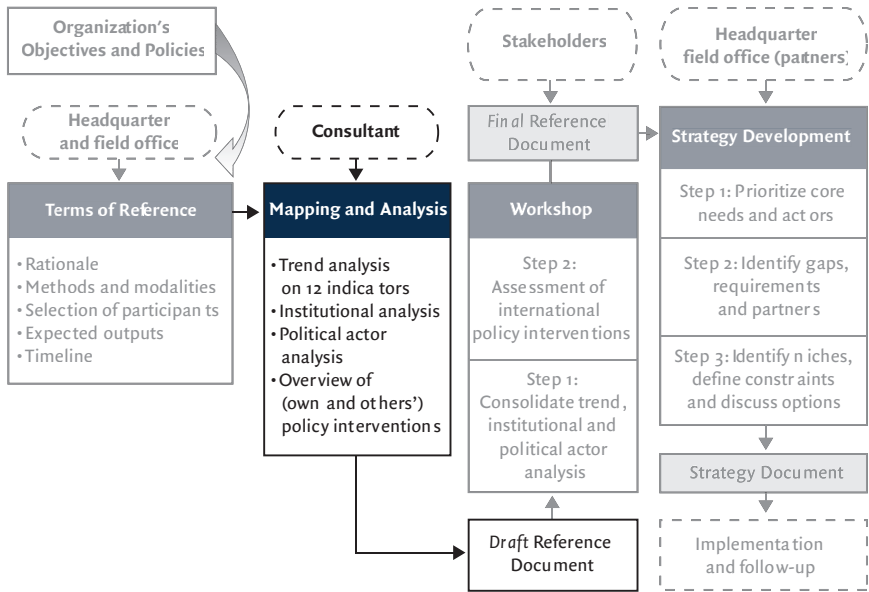 Organization's
Objectives and Policies
Headquarter
and field office
Terms of Reference
• Rationale
• Methods and modalities
• Selection of participants
• Expected outputs
• Timeline
Consultant
Mapping and Analysis
• Trend analysis
on 12 indicators
• Institutional analysis
• Political actor
analysis
• Overview of
(own and others')
policy interventions
Stakeholders
Final Reference
Document
Workshop
Step 2:
Assessment of
international
policy interventions
Step 1:
Consolidate trend,
institutional and
political actor
analysis
Draft Reference
Document
Headquarter
field office (partners)
Strategy Development
Step 1: Prioritize core
needs and actors
Step 2: Identify gaps,
requirements
and partners
Step 3: Identify niches,
define constraints
and discuss options
Strategy Document
Implementation
and follow-up